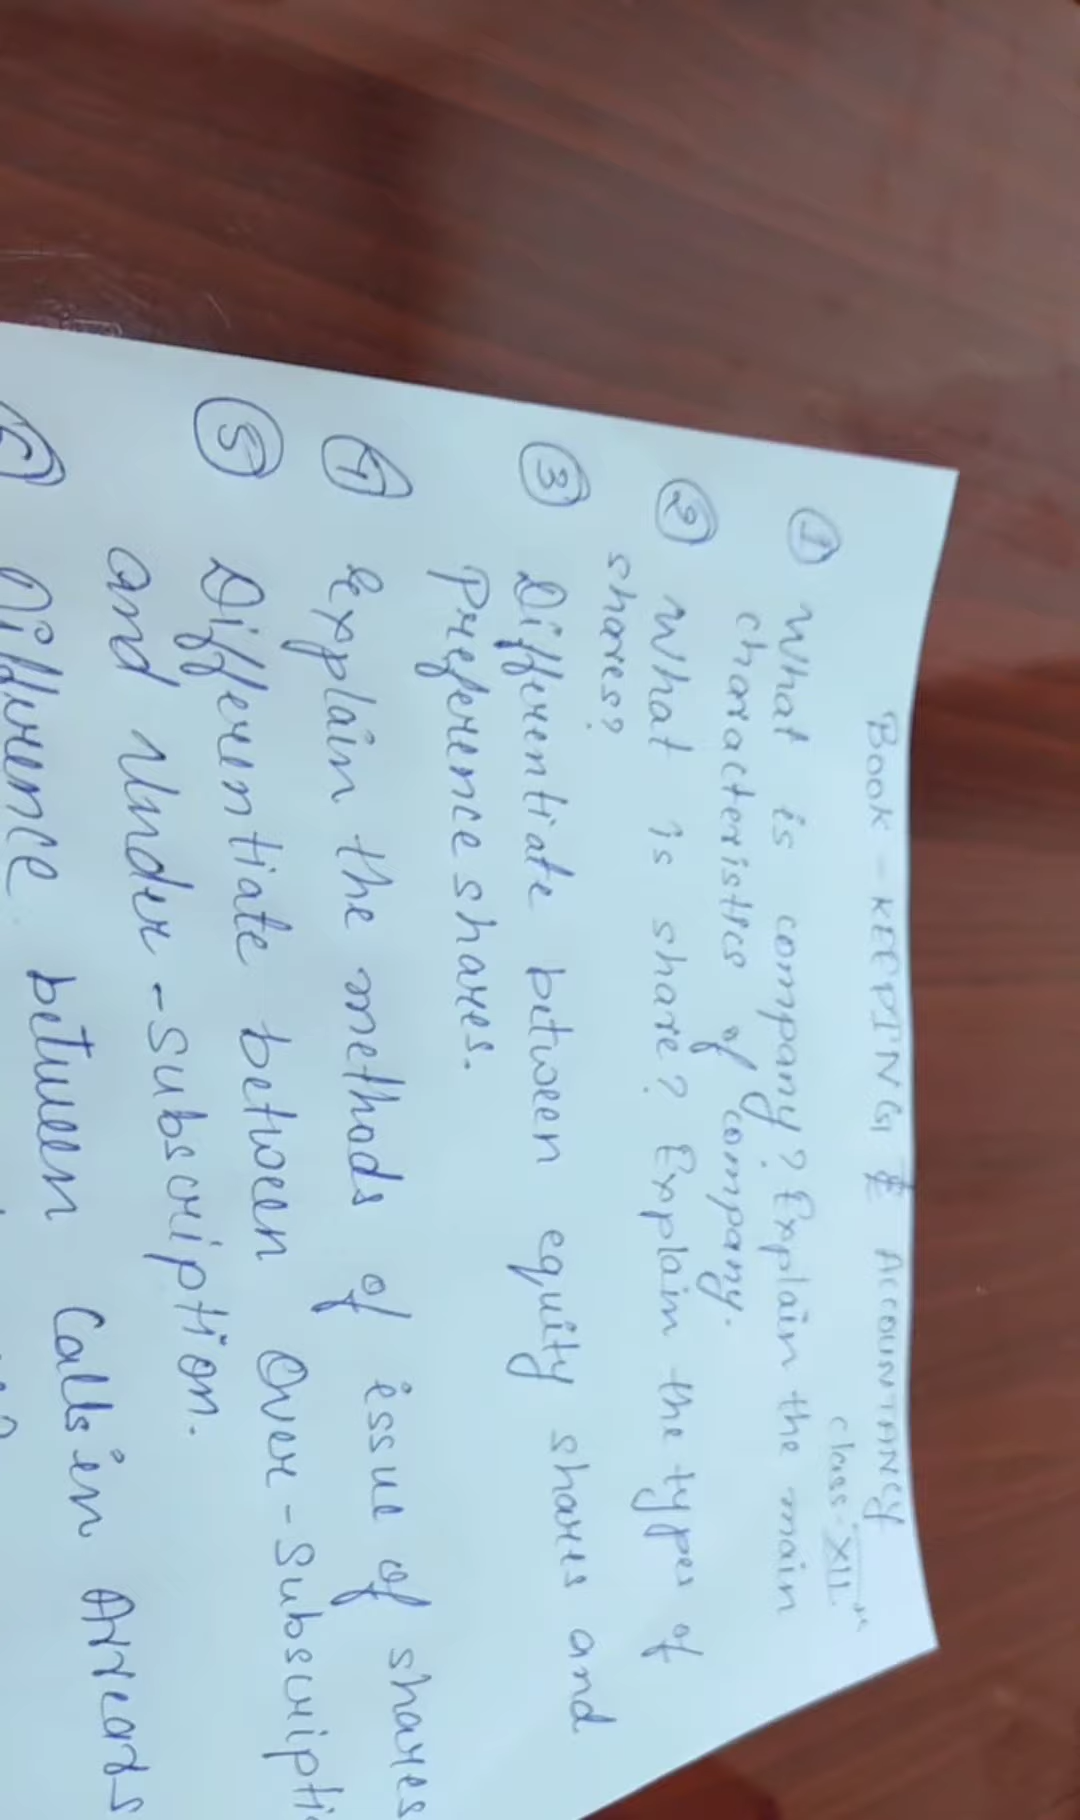 BOOK-KEEPING & ACCOUNTANCY
class-XIIth
① What is company? Explain the main
characteristics of company.
② What is share? Explain the types of
shares?
③ Differentiate between equity shares and
Preference shares.
④ Explain the methods of issue of shares
⑤ Differentiate between Over-Subscripti
and Under-Subscription.
⑥ Difference between Calls in Arrears